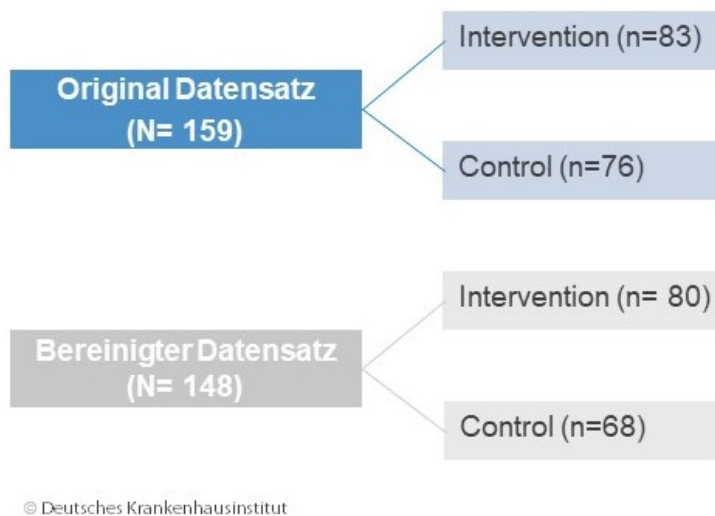 Original Datensatz
(N= 159)
Intervention (n=83)
Control (n=76)
Bereinigter Datensatz
(N= 148)
Intervention (n= 80)
Control (n=68)
© Deutsches Krankenhausinstitut